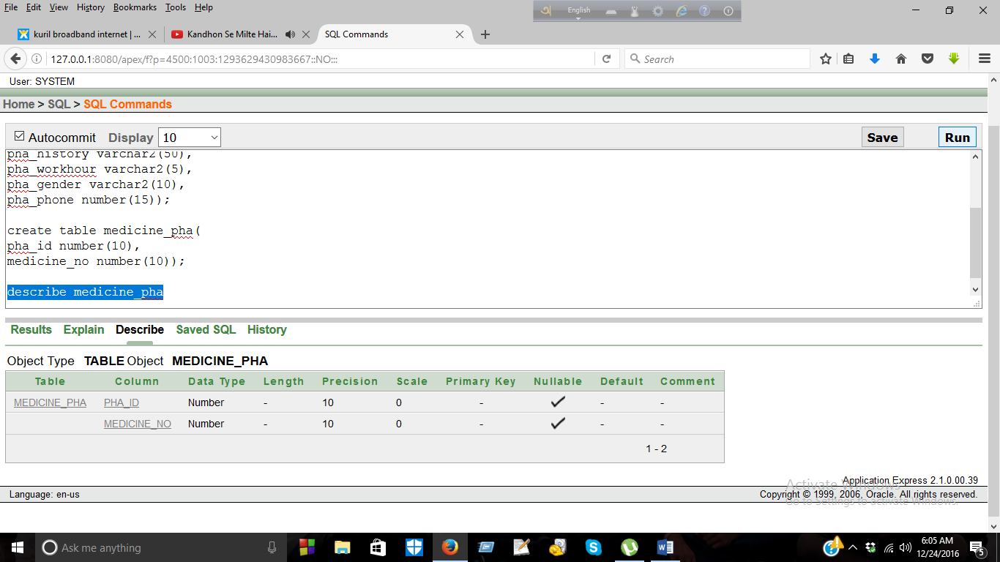 File Edit View History Bookmarks Tools Help
English
kuril broadband internet | ...
Kandhon Se Milte Hai...
SQL Commands
127.0.0.1:8080/apex/f?p=4500:1003:1293629430983667::NO:::
Search
User: SYSTEM
Home > SQL > SQL Commands
Autocommit Display 10 Save Run
pha_history varchar2(50),
pha_workhour varchar2(5),
pha_gender varchar2(10),
pha_phone number(15));
create table medicine_pha(
pha_id number(10),
medicine_no number(10));
describe medicine_pha
Results Explain Describe Saved SQL History
Object Type TABLE Object MEDICINE_PHA
Table Column Data Type Length Precision Scale Primary Key Nullable Default Comment
MEDICINE_PHA PHA_ID Number - 10 0 - - -
MEDICINE_NO Number - 10 0 - - -
1 - 2
Application Express 2.1.0.00.39
Activate Windows
Language: en-us
Copyright © 1999, 2006, Oracle. All rights reserved.
Go to Settings to activate Windows.
Ask me anything
6:05 AM
12/24/2016
5